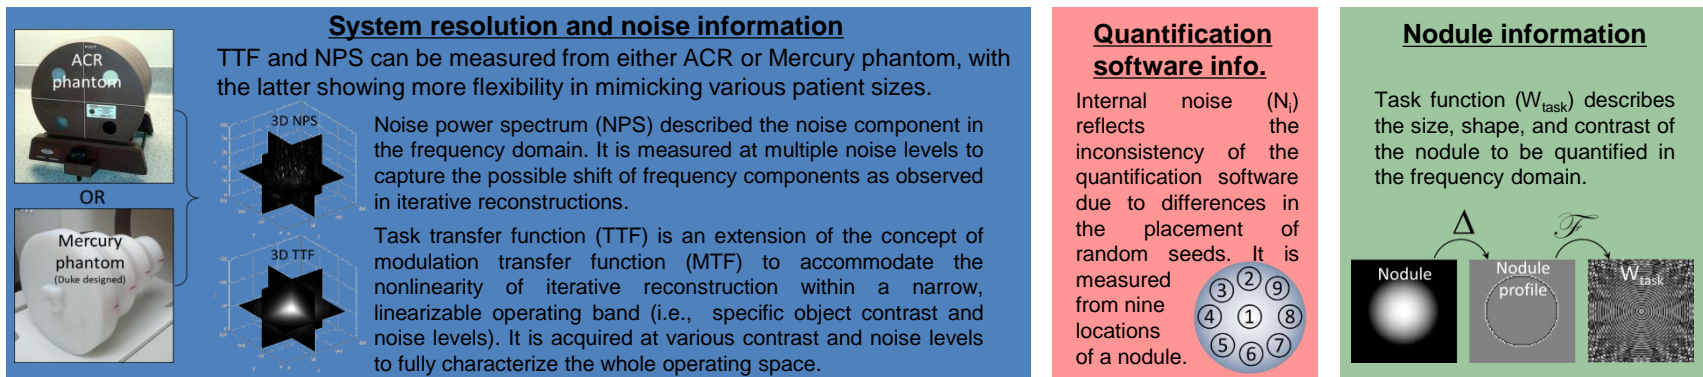 System resolution and noise information
TTF and NPS can be measured from either ACR or Mercury phantom, with
the latter showing more flexibility in mimicking various patient sizes.
ACR
phantom
OR
Mercury
phantom
(Duke designed)
3D NPS
Noise power spectrum (NPS) described the noise component in
the frequency domain. It is measured at multiple noise levels to
capture the possible shift of frequency components as observed
in iterative reconstructions.
3D TTF
Task transfer function (TTF) is an extension of the concept of
modulation transfer function (MTF) to accommodate the
nonlinearity of iterative reconstruction within a narrow,
linearizable operating band (i.e., specific object contrast and
noise levels). It is acquired at various contrast and noise levels
to fully characterize the whole operating space.
Quantification
software info.
Internal noise (Ni)
reflects the
inconsistency of the
quantification software
due to differences in
the placement of
random seeds. It is
measured
from nine
locations
of a nodule.
2
3 9
4 1 8
5 7
6
Nodule information
Task function (Wtask) describes
the size, shape, and contrast of
the nodule to be quantified in
the frequency domain.
Δ ℱ
Nodule
Nodule
profile
Wtask